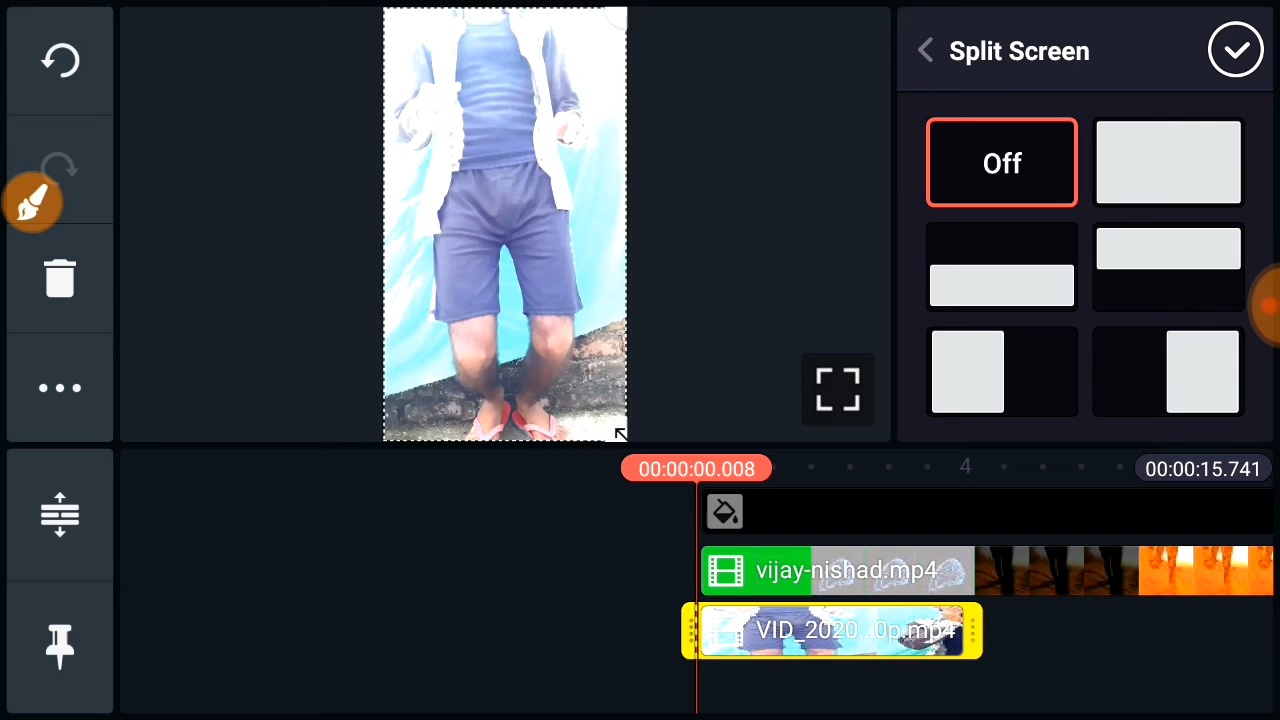 Split Screen
Off
00:00:00.008
4
00:00:15.741
vijay-nishad.mp4
VID_2020...0p.mp4